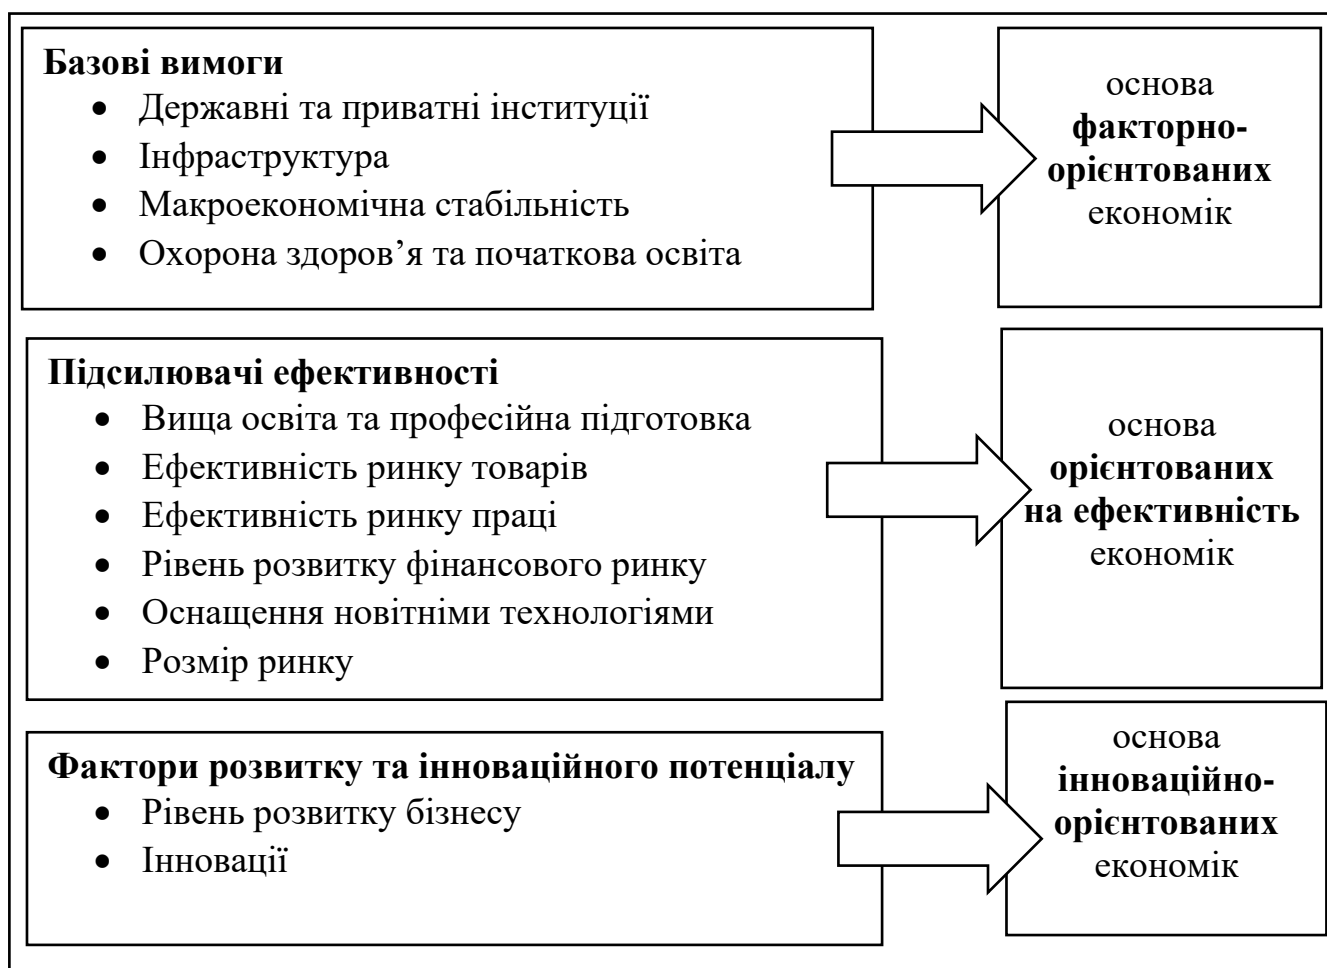 Базові вимоги
• Державні та приватні інституції
• Інфраструктура
• Макроекономічна стабільність
• Охорона здоров’я та початкова освіта
основа
факторно-
орієнтованих
економік
Підсилювачі ефективності
• Вища освіта та професійна підготовка
• Ефективність ринку товарів
• Ефективність ринку праці
• Рівень розвитку фінансового ринку
• Оснащення новітніми технологіями
• Розмір ринку
основа
орієнтованих
на ефективність
економік
Фактори розвитку та інноваційного потенціалу
• Рівень розвитку бізнесу
• Інновації
основа
інноваційно-
орієнтованих
економік